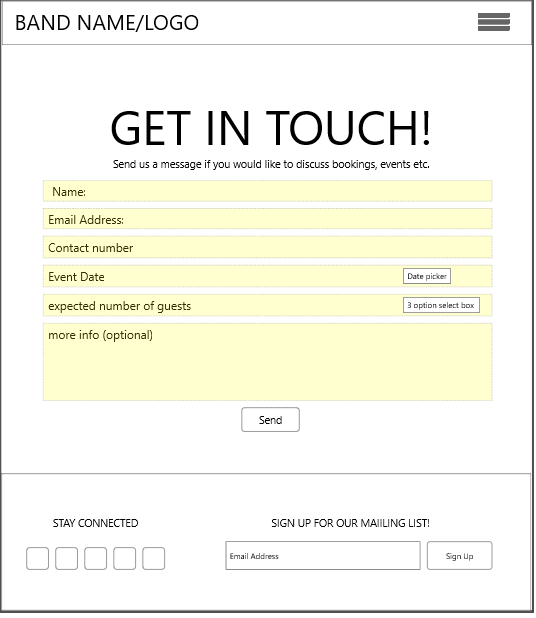 BAND NAME/LOGO
GET IN TOUCH!
Send us a message if you would like to discuss bookings, events etc.
Name:
Email Address:
Contact number
Event Date
Date picker
expected number of guests
3 option select box
more info (optional)
Send
STAY CONNECTED
SIGN UP FOR OUR MAIILING LIST!
Email Address
Sign Up